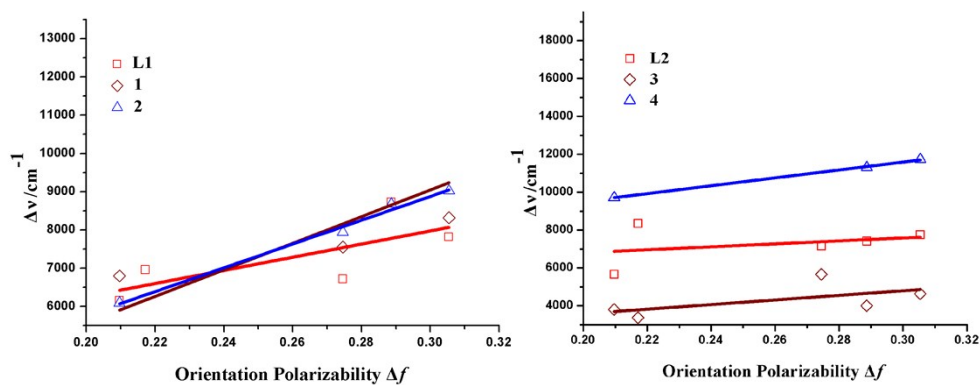 13000
12000
11000
10000
9000
8000
7000
6000
L1
1
2
Δν/cm⁻¹
0.20 0.22 0.24 0.26 0.28 0.30 0.32
Orientation Polarizability Δf
18000
16000
14000
12000
10000
8000
6000
4000
L2
3
4
Δν/cm⁻¹
0.20 0.22 0.24 0.26 0.28 0.30 0.32
Orientation Polarizability Δf